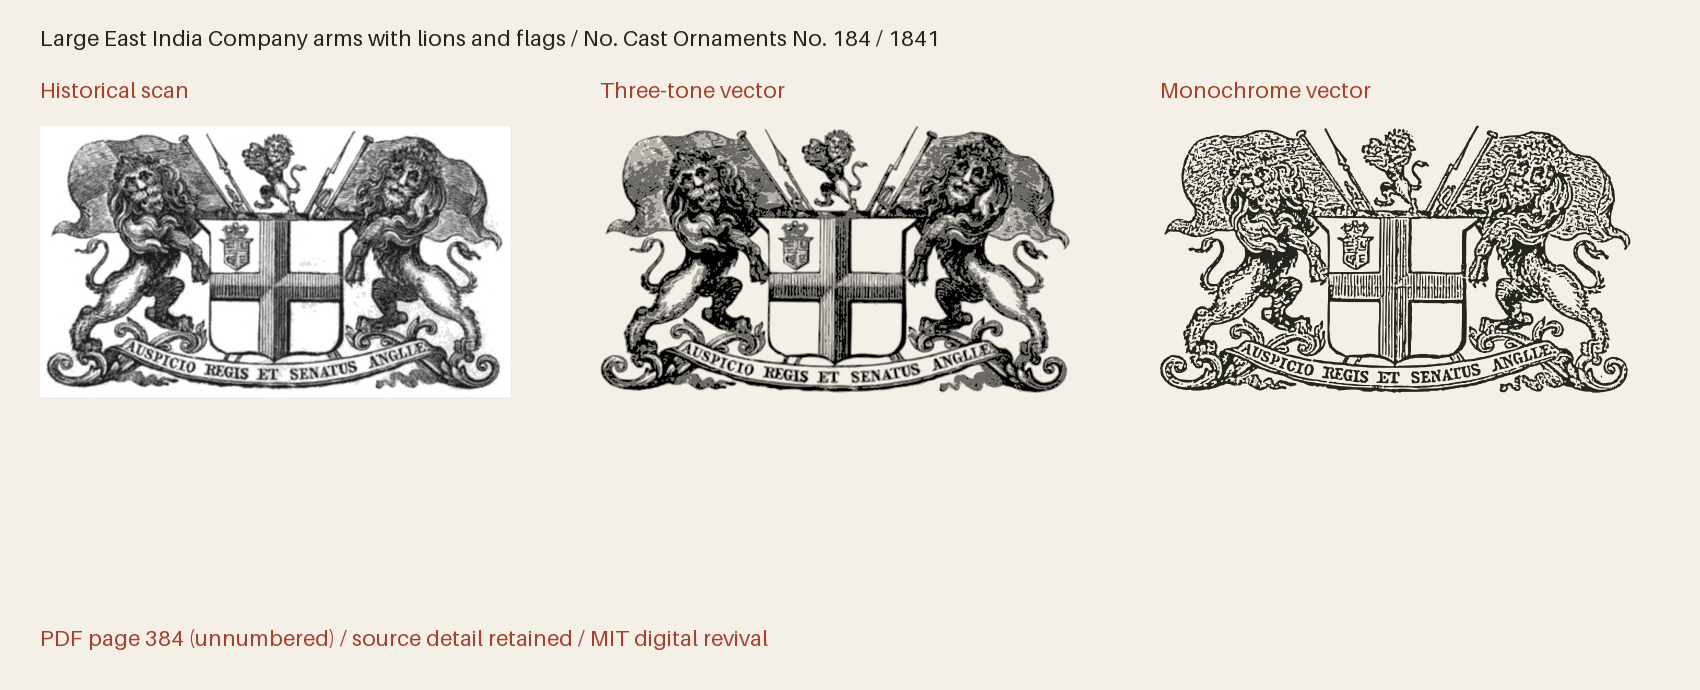 Large East India Company arms with lions and flags / No. Cast Ornaments No. 184 / 1841
Historical scan
Three-tone vector
Monochrome vector
AUSPICIO REGIS ET SENATUS ANGLIÆ.
AUSPICIO REGIS ET SENATUS ANGLIÆ.
AUSPICIO REGIS ET SENATUS ANGLIÆ.
PDF page 384 (unnumbered) / source detail retained / MIT digital revival